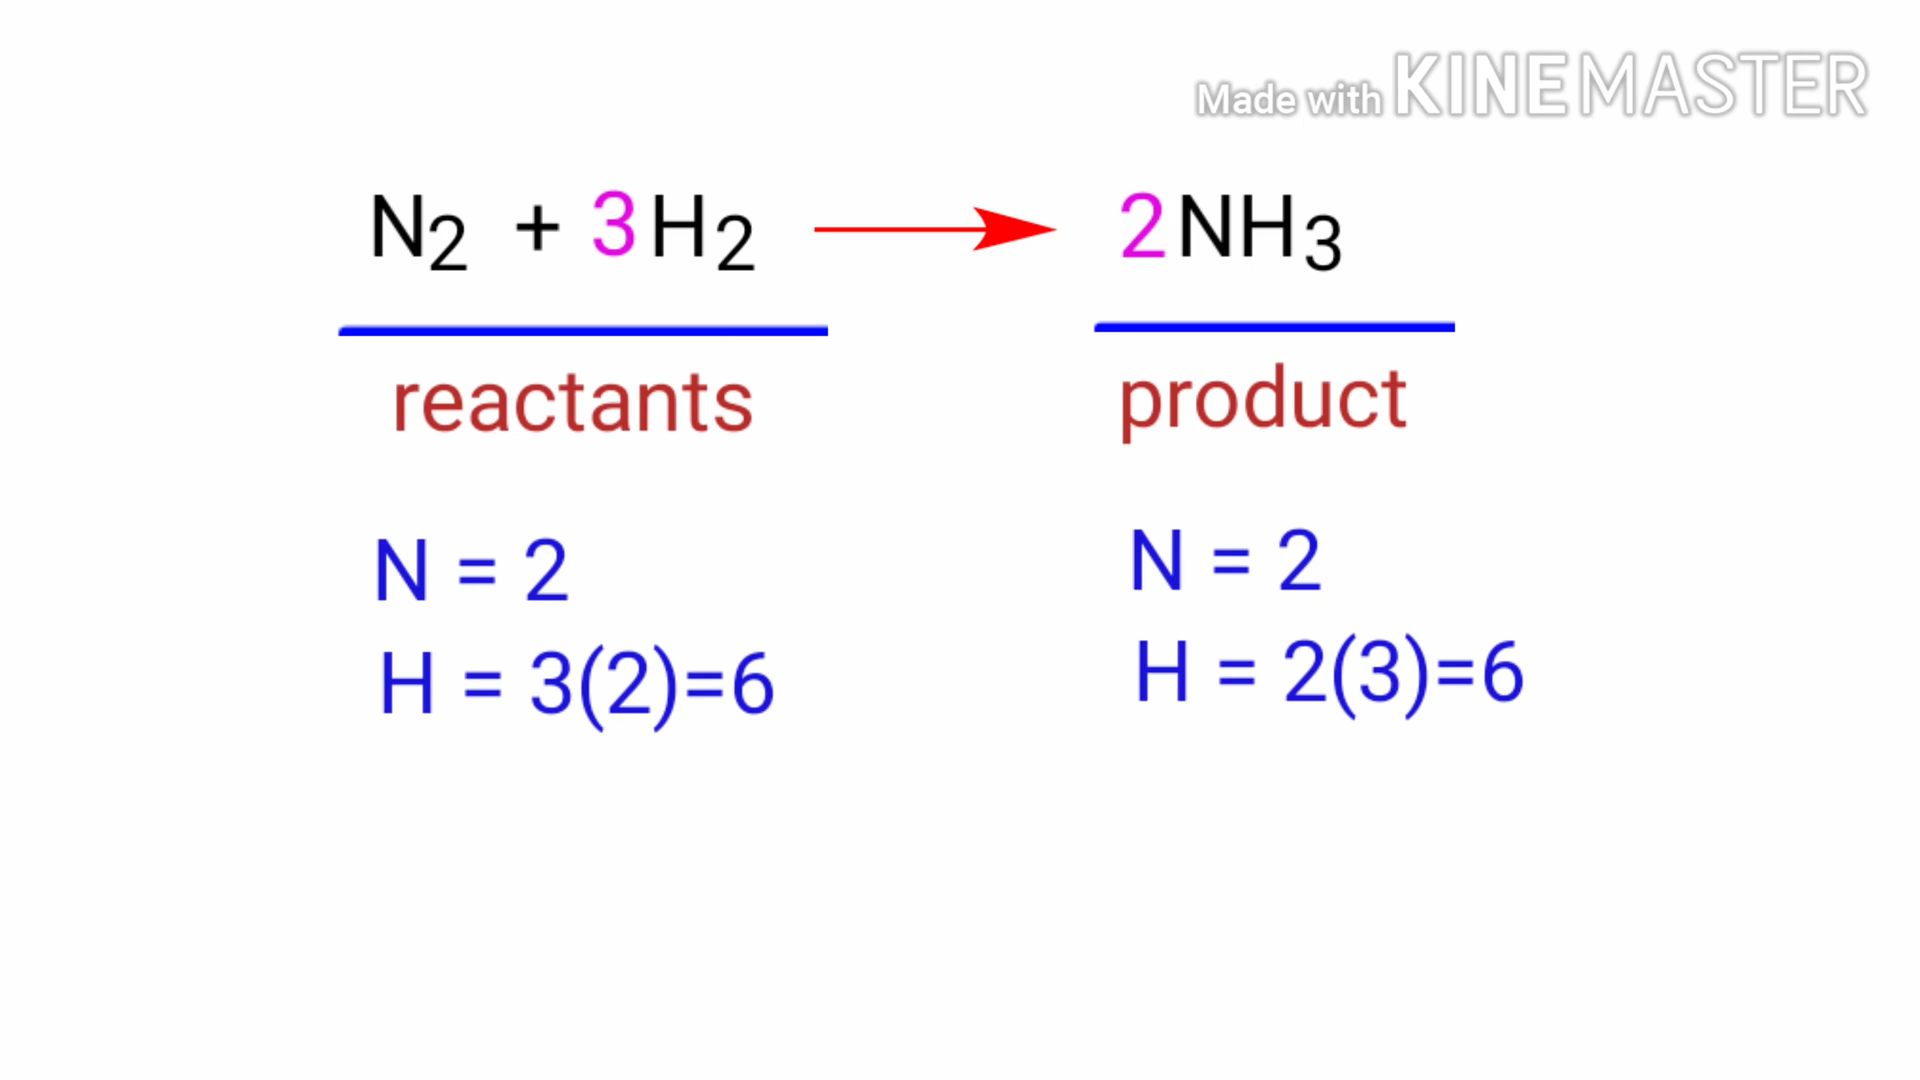 Made with KINEMASTER
N2 + 3H2 → 2NH3
reactants product
N = 2 N = 2
H = 3(2)=6 H = 2(3)=6